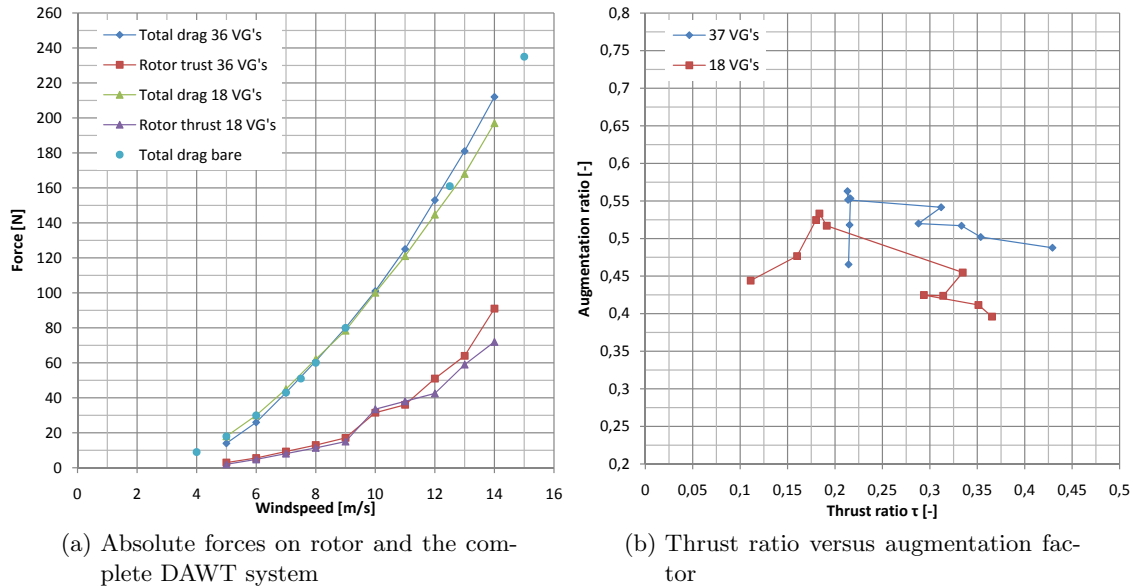 260
240
220
200
180
160
140
120
100
80
60
40
20
0
Force [N]
Total drag 36 VG's
Rotor trust 36 VG's
Total drag 18 VG's
Rotor thrust 18 VG's
Total drag bare
0 2 4 6 8 10 12 14 16
Windspeed [m/s]
(a) Absolute forces on rotor and the com-
plete DAWT system
0,8
0,75
0,7
0,65
0,6
0,55
0,5
0,45
0,4
0,35
0,3
0,25
0,2
Augmentation ratio [-]
37 VG's
18 VG's
0 0,05 0,1 0,15 0,2 0,25 0,3 0,35 0,4 0,45 0,5
Thrust ratio τ [-]
(b) Thrust ratio versus augmentation fac-
tor